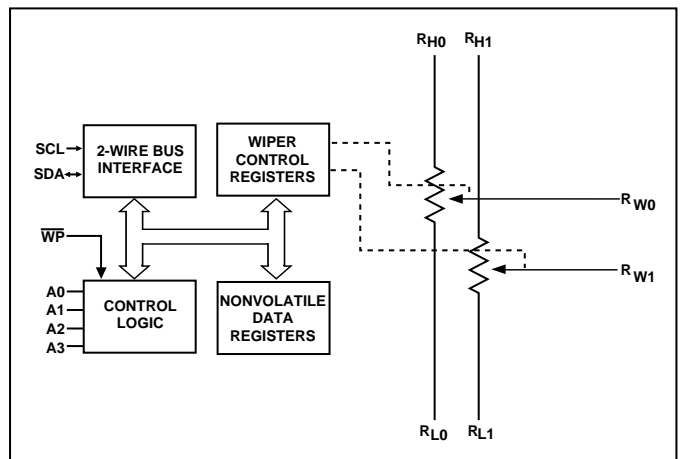 RH0 RH1
SCL
SDA
2-WIRE BUS
INTERFACE
WIPER
CONTROL
REGISTERS
RW0
WP
RW1
A0
A1
A2
A3
CONTROL
LOGIC
NONVOLATILE
DATA
REGISTERS
RL0 RL1